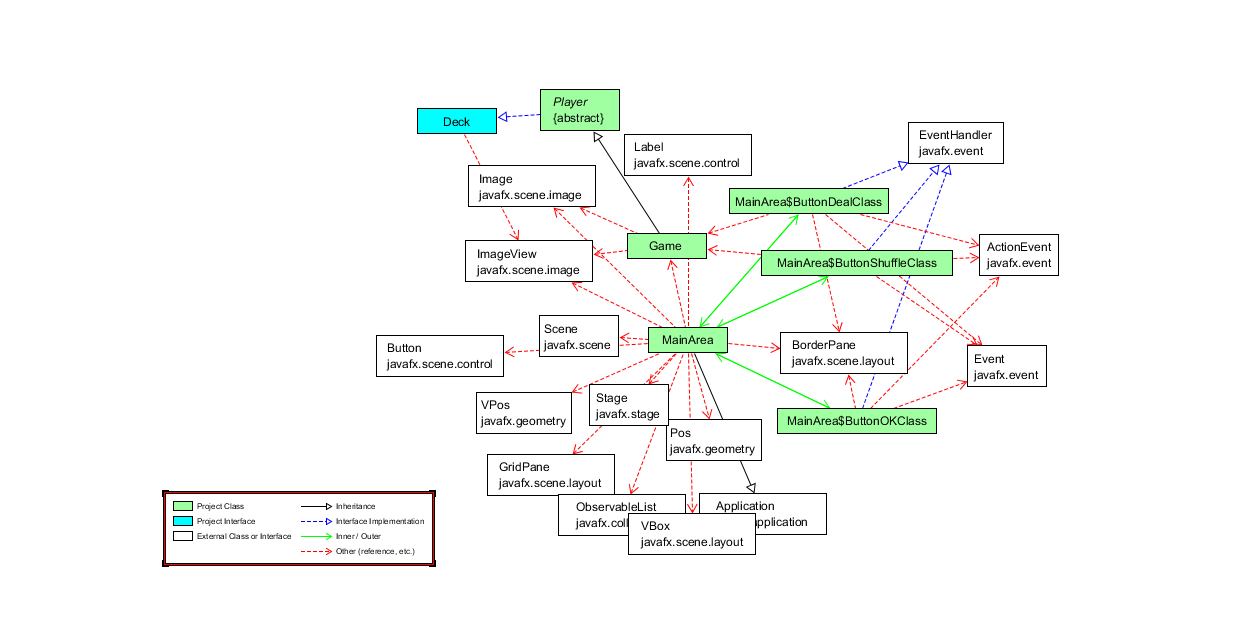 Player
{abstract}
Deck
Label
javafx.scene.control
EventHandler
javafx.event
Image
javafx.scene.image
MainArea$ButtonDealClass
Game
ImageView
javafx.scene.image
MainArea$ButtonShuffleClass
ActionEvent
javafx.event
Scene
javafx.scene
MainArea
Button
javafx.scene.control
BorderPane
javafx.scene.layout
Event
javafx.event
VPos
javafx.geometry
Stage
javafx.stage
MainArea$ButtonOKClass
Pos
javafx.geometry
GridPane
javafx.scene.layout
ObservableList
javafx.coll
Application
application
VBox
javafx.scene.layout
Project Class
Inheritance
Project Interface
Interface Implementation
External Class or Interface
Inner / Outer
Other (reference, etc.)